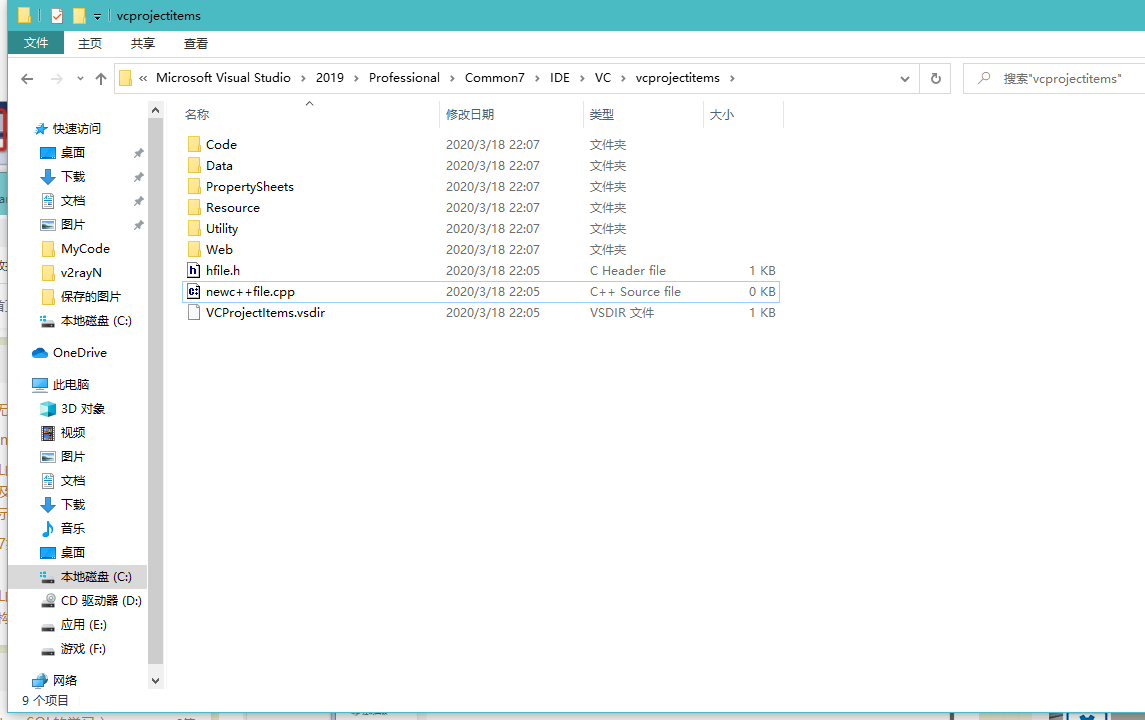 vcprojectitems
文件 主页 共享 查看
« Microsoft Visual Studio › 2019 › Professional › Common7 › IDE › VC › vcprojectitems › 搜索"vcprojectitems"
名称 修改日期 类型 大小
快速访问
桌面
下载
文档
图片
MyCode
v2rayN
保存的图片
本地磁盘 (C:)
OneDrive
此电脑
3D 对象
视频
图片
文档
下载
音乐
桌面
本地磁盘 (C:)
CD 驱动器 (D:)
应用 (E:)
游戏 (F:)
网络
Code 2020/3/18 22:07 文件夹
Data 2020/3/18 22:07 文件夹
PropertySheets 2020/3/18 22:07 文件夹
Resource 2020/3/18 22:07 文件夹
Utility 2020/3/18 22:07 文件夹
Web 2020/3/18 22:07 文件夹
hfile.h 2020/3/18 22:05 C Header file 1 KB
newc++file.cpp 2020/3/18 22:05 C++ Source file 0 KB
VCProjectItems.vsdir 2020/3/18 22:05 VSDIR 文件 1 KB
9 个项目